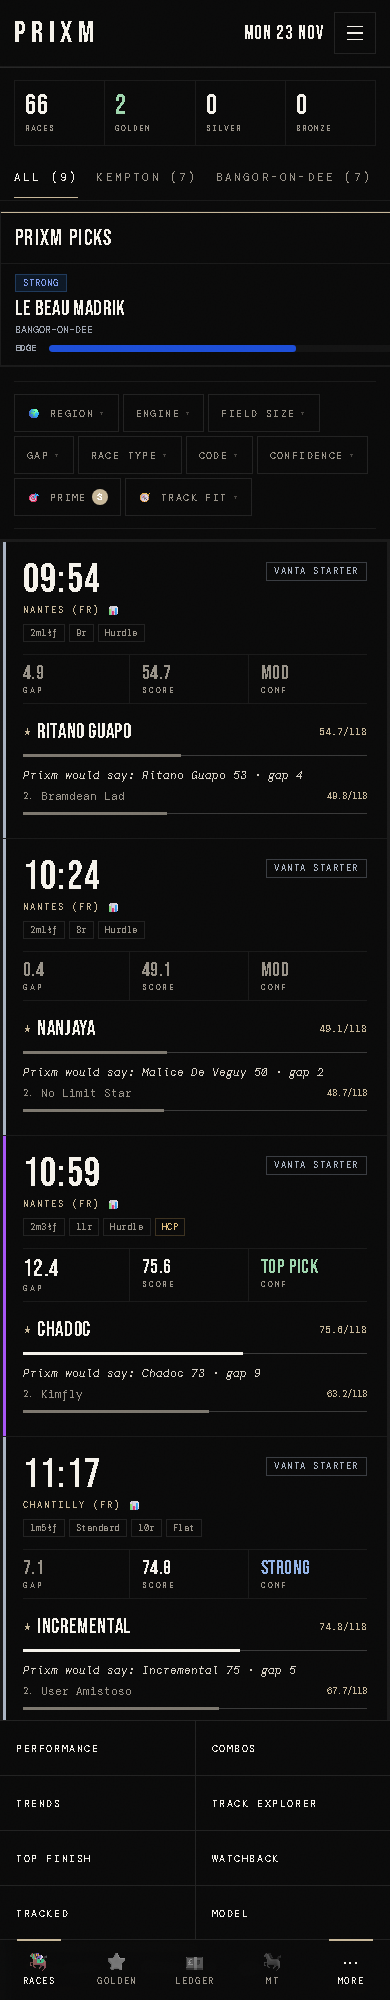 PRIXM
MON 23 NOV
66 2 0 0
RACES GOLDEN SILVER BRONZE
ALL (9) KEMPTON (7) BANGOR-ON-DEE (7)
PRIXM PICKS
STRONG
LE BEAU MADRIK
BANGOR-ON-DEE
EDGE
REGION ENGINE FIELD SIZE
GAP RACE TYPE CODE CONFIDENCE
PRIME S TRACK FIT
09:54 VANTA STARTER
NANTES (FR)
2m1½f 8r Hurdle
4.9 54.7 MOD
GAP SCORE CONF
★ RITANO GUAPO 54.7/118
Prixm would say: Ritano Guapo 53 · gap 4
2. Bramdean Lad 49.8/118
10:24 VANTA STARTER
NANTES (FR)
2m1½f 8r Hurdle
0.4 49.1 MOD
GAP SCORE CONF
★ NANJAYA 49.1/118
Prixm would say: Malice De Veguy 50 · gap 2
2. No Limit Star 48.7/118
10:59 VANTA STARTER
NANTES (FR)
2m3½f 11r Hurdle HCP
12.4 75.6 TOP PICK
GAP SCORE CONF
★ CHADOC 75.6/118
Prixm would say: Chadoc 73 · gap 9
2. Kimfly 63.2/118
11:17 VANTA STARTER
CHANTILLY (FR)
1m5½f Standard 10r Flat
7.1 74.8 STRONG
GAP SCORE CONF
★ INCREMENTAL 74.8/118
Prixm would say: Incremental 75 · gap 5
2. User Amistoso 67.7/118
PERFORMANCE COMBOS
TRENDS TRACK EXPLORER
TOP FINISH WATCHBACK
TRACKED MODEL
RACES GOLDEN LEDGER MT MORE